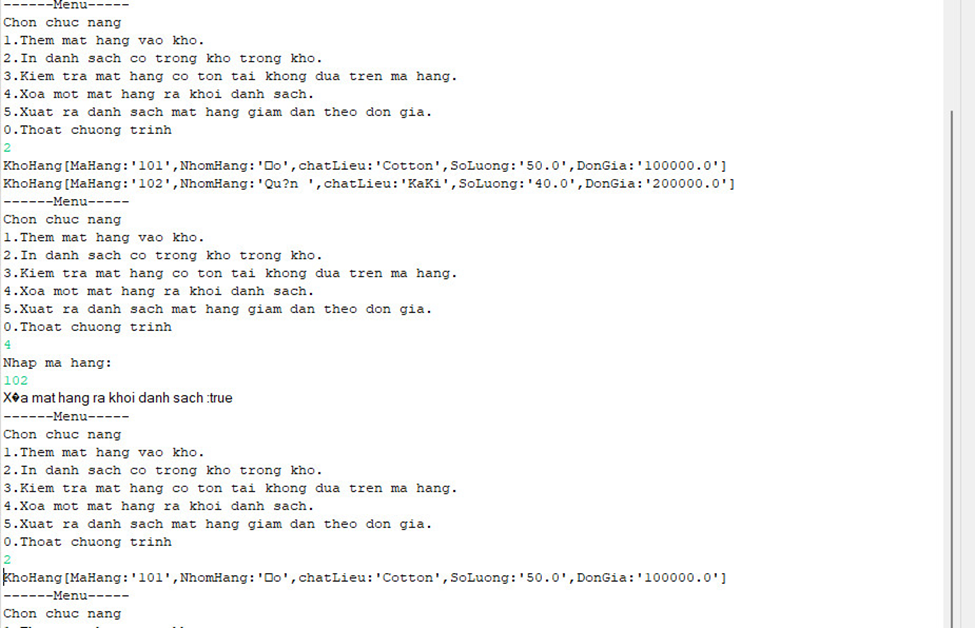 ------Menu-----
Chon chuc nang
1.Them mat hang vao kho.
2.In danh sach co trong kho trong kho.
3.Kiem tra mat hang co ton tai khong dua tren ma hang.
4.Xoa mot mat hang ra khoi danh sach.
5.Xuat ra danh sach mat hang giam dan theo don gia.
0.Thoat chuong trinh
2
KhoHang[MaHang:'101',NhomHang:'□o',chatLieu:'Cotton',SoLuong:'50.0',DonGia:'100000.0']
KhoHang[MaHang:'102',NhomHang:'Qu?n ',chatLieu:'KaKi',SoLuong:'40.0',DonGia:'200000.0']
------Menu-----
Chon chuc nang
1.Them mat hang vao kho.
2.In danh sach co trong kho trong kho.
3.Kiem tra mat hang co ton tai khong dua tren ma hang.
4.Xoa mot mat hang ra khoi danh sach.
5.Xuat ra danh sach mat hang giam dan theo don gia.
0.Thoat chuong trinh
4
Nhap ma hang:
102
X�a mat hang ra khoi danh sach :true
------Menu-----
Chon chuc nang
1.Them mat hang vao kho.
2.In danh sach co trong kho trong kho.
3.Kiem tra mat hang co ton tai khong dua tren ma hang.
4.Xoa mot mat hang ra khoi danh sach.
5.Xuat ra danh sach mat hang giam dan theo don gia.
0.Thoat chuong trinh
2
KhoHang[MaHang:'101',NhomHang:'□o',chatLieu:'Cotton',SoLuong:'50.0',DonGia:'100000.0']
------Menu-----
Chon chuc nang